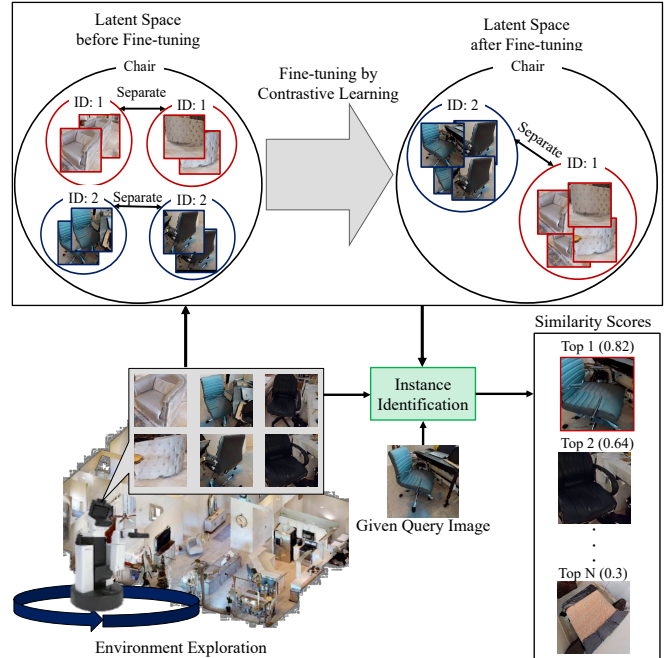 Latent Space
before Fine-tuning
Latent Space
after Fine-tuning
Chair
Chair
Fine-tuning by
Contrastive Learning
ID: 1
Separate
ID: 1
ID: 2
Separate
ID: 2
ID: 2
Separate
ID: 1
Similarity Scores
Top 1 (0.82)
Instance
Identification
Top 2 (0.64)
Given Query Image
Top N (0.3)
Environment Exploration